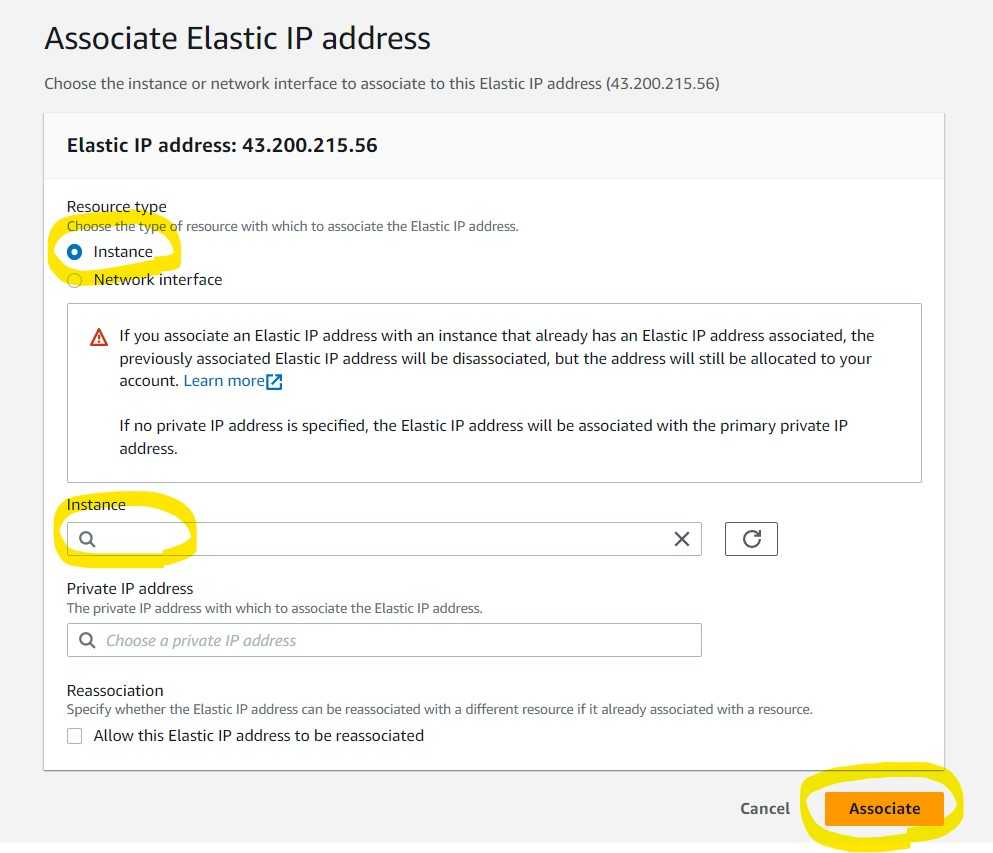 Associate Elastic IP address
Choose the instance or network interface to associate to this Elastic IP address (43.200.215.56)
Elastic IP address: 43.200.215.56
Resource type
Choose the type of resource with which to associate the Elastic IP address.
Instance
Network interface
If you associate an Elastic IP address with an instance that already has an Elastic IP address associated, the
previously associated Elastic IP address will be disassociated, but the address will still be allocated to your
account. Learn more
If no private IP address is specified, the Elastic IP address will be associated with the primary private IP
address.
Instance
Private IP address
The private IP address with which to associate the Elastic IP address.
Choose a private IP address
Reassociation
Specify whether the Elastic IP address can be reassociated with a different resource if it already associated with a resource.
Allow this Elastic IP address to be reassociated
Cancel
Associate